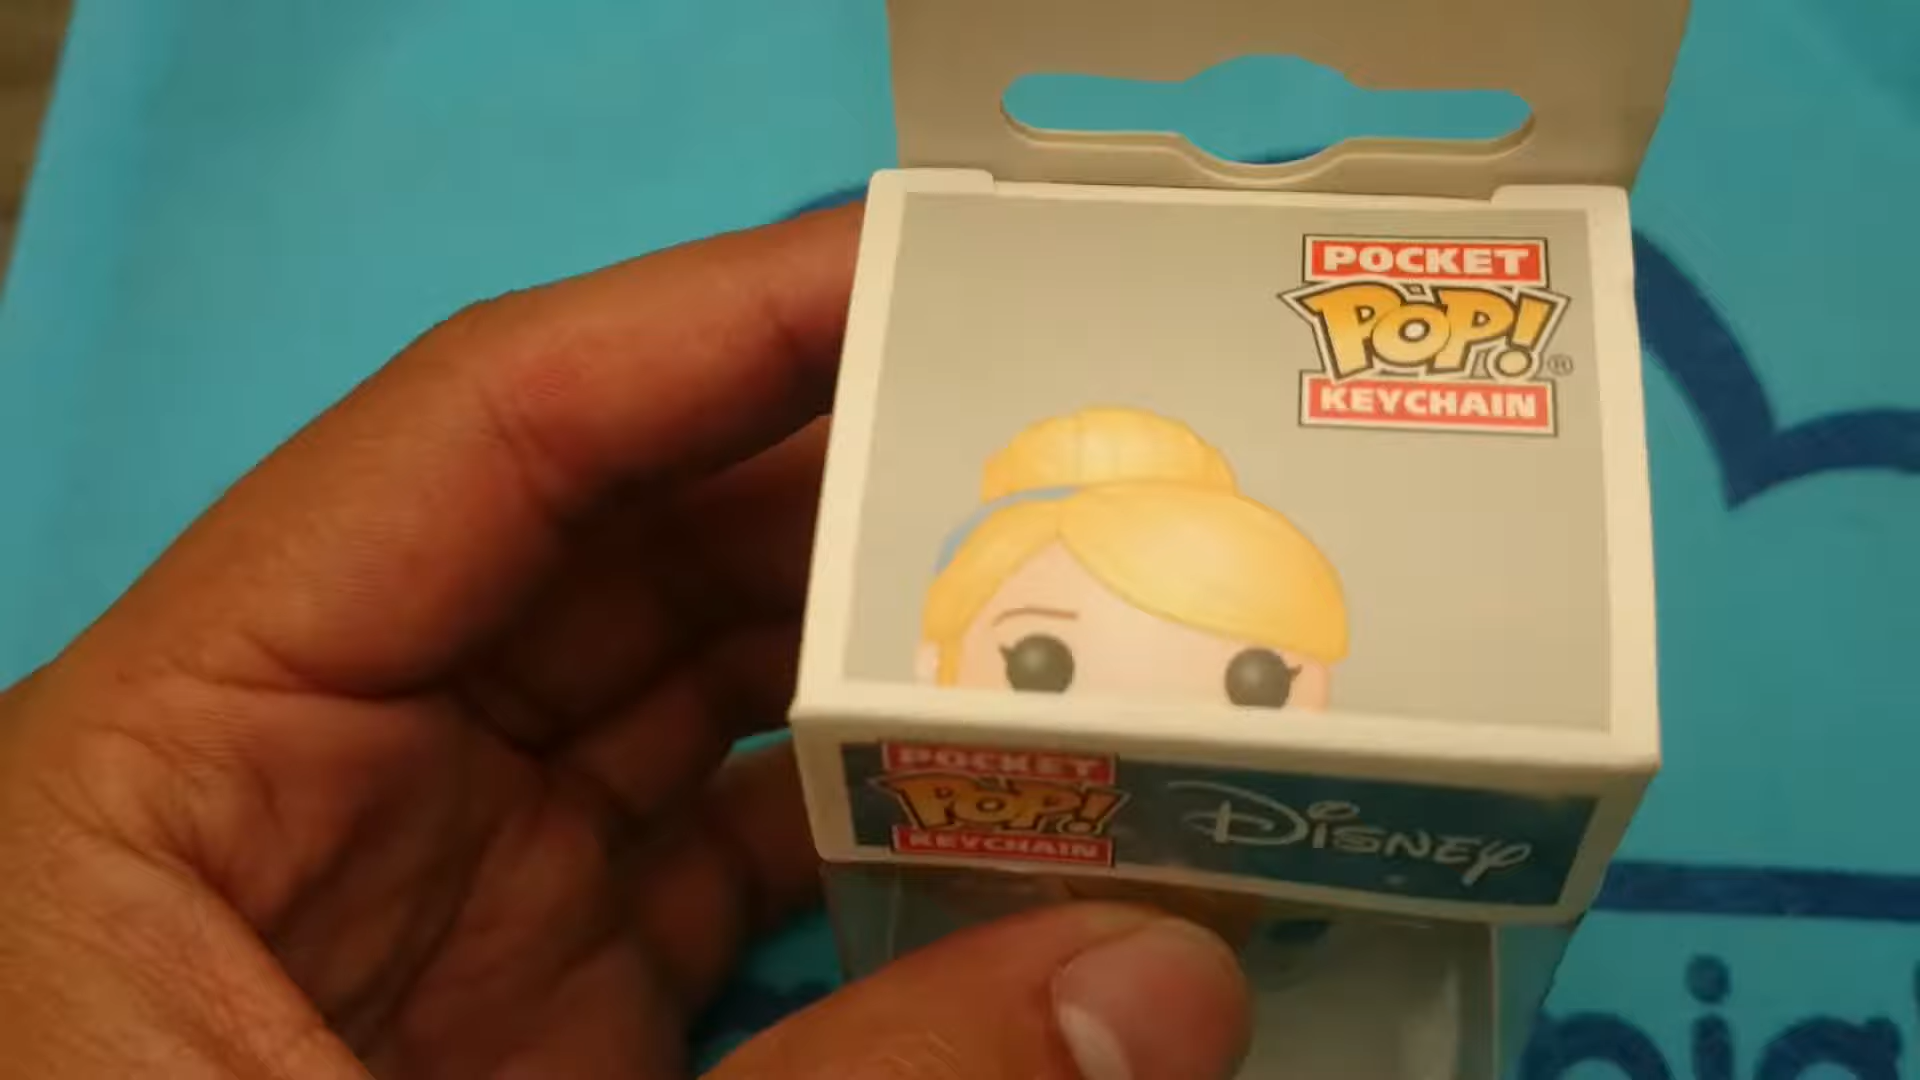 POCKET
POP!®
KEYCHAIN
POCKET
POP!
KEYCHAIN
DISNEY